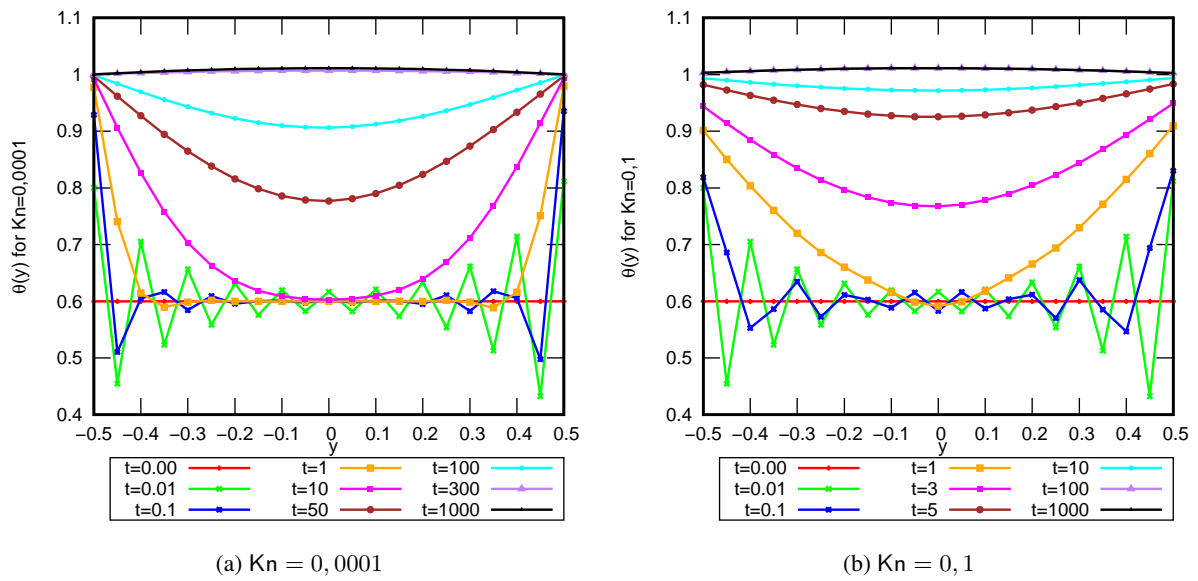 1.1
1
0.9
0.8
0.7
0.6
0.5
0.4
θ(y) for Kn=0,0001
−0.5 −0.4 −0.3 −0.2 −0.1 0 0.1 0.2 0.3 0.4 0.5
y
t=0.00 t=1 t=100
t=0.01 t=10 t=300
t=0.1 t=50 t=1000
(a) Kn = 0,0001
1.1
1
0.9
0.8
0.7
0.6
0.5
0.4
θ(y) for Kn=0,1
−0.5 −0.4 −0.3 −0.2 −0.1 0 0.1 0.2 0.3 0.4 0.5
y
t=0.00 t=1 t=10
t=0.01 t=3 t=100
t=0.1 t=5 t=1000
(b) Kn = 0,1